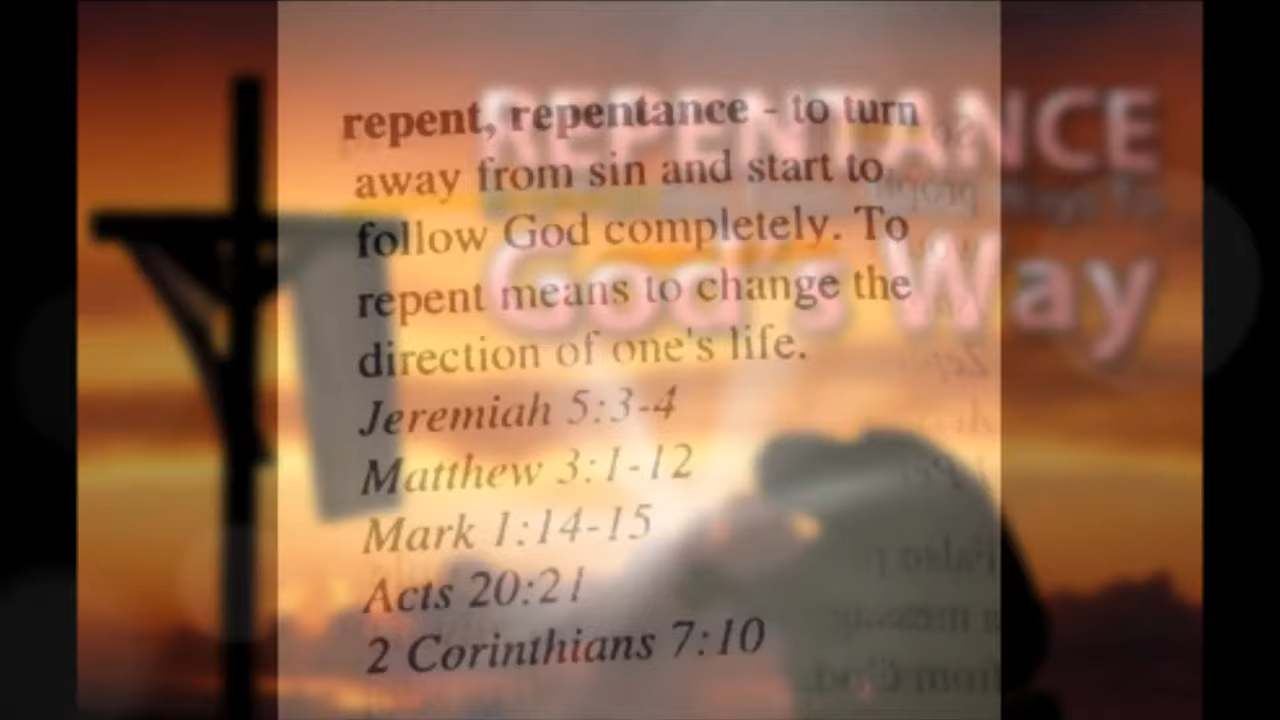 repent, repentance - to turn
away from sin and start to
follow God completely. To
repent means to change the
direction of one's life.
Jeremiah 5:3-4
Matthew 3:1-12
Mark 1:14-15
Acts 20:21
2 Corinthians 7:10
REPENTANCE
God's Way